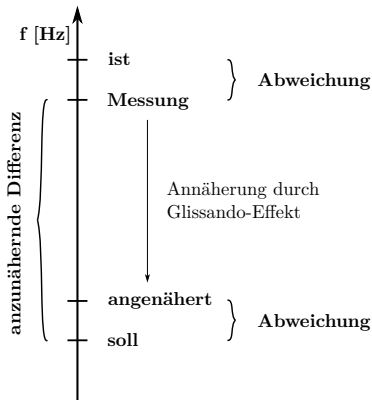 f [Hz]
ist
Abweichung
Messung
anzunähernde Differenz
Annäherung durch
Glissando-Effekt
angenähert
Abweichung
soll